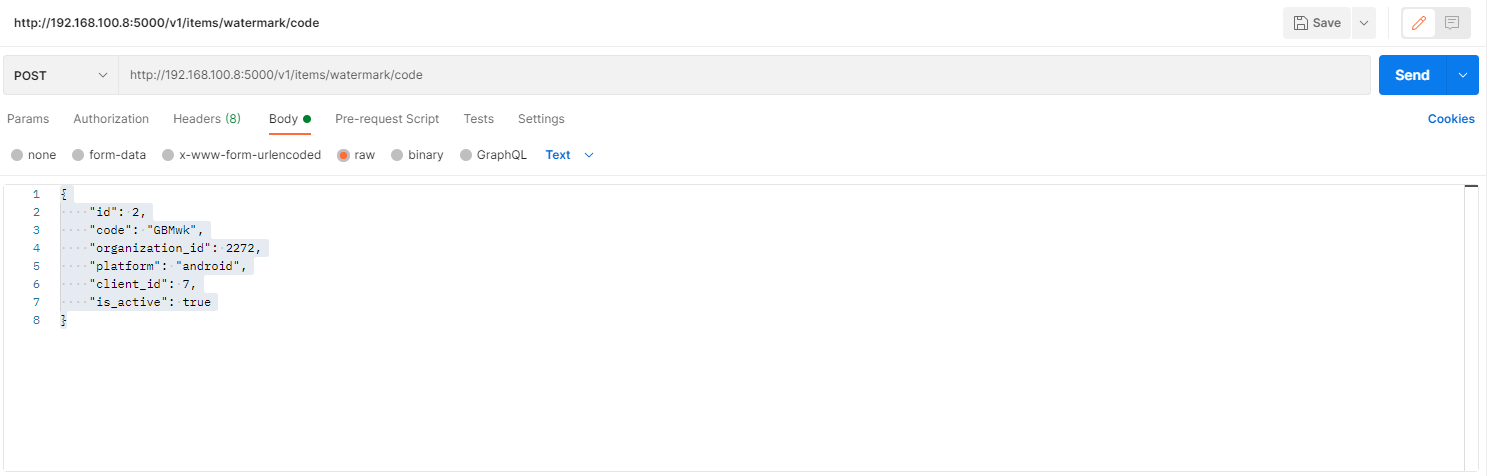 http://192.168.100.8:5000/v1/items/watermark/code
Save
POST
http://192.168.100.8:5000/v1/items/watermark/code
Send
Params Authorization Headers (8) Body Pre-request Script Tests Settings Cookies
none form-data x-www-form-urlencoded raw binary GraphQL Text
1 {
2 "id": 2,
3 "code": "GBMwk",
4 "organization_id": 2272,
5 "platform": "android",
6 "client_id": 7,
7 "is_active": true
8 }